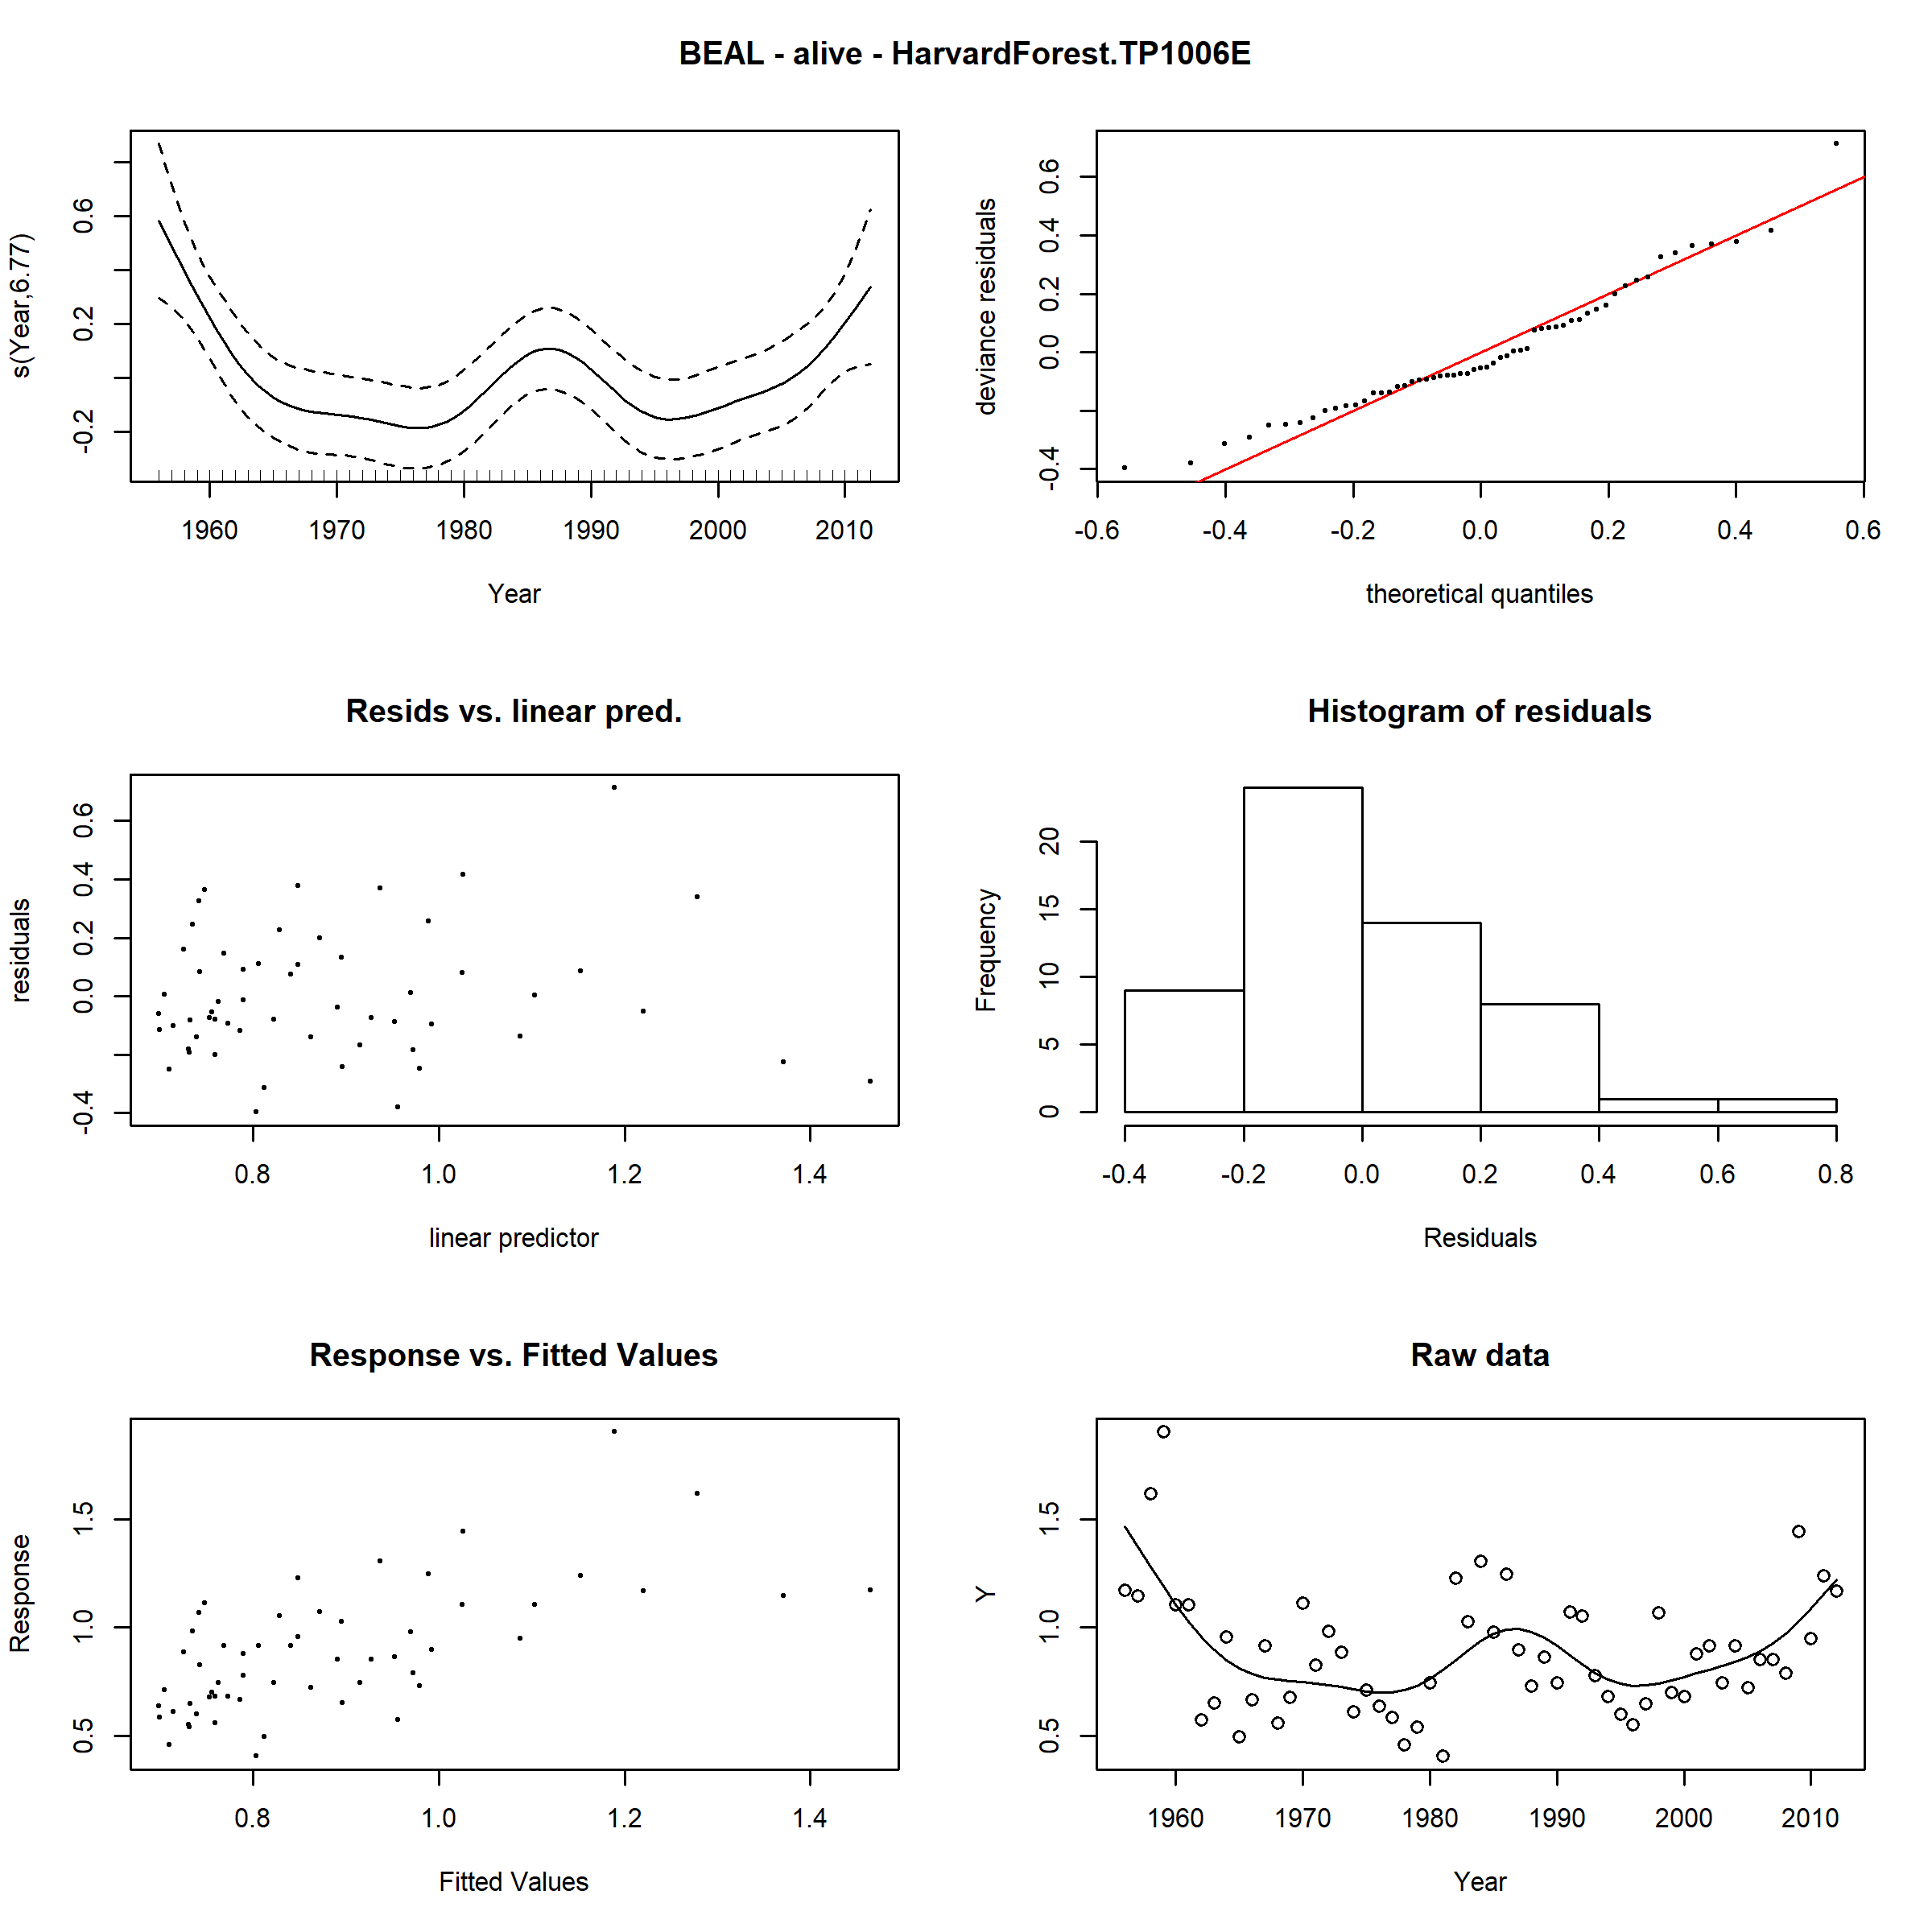 BEAL - alive - HarvardForest.TP1006E
s(Year,6.77)
-0.2 0.2 0.6
1960 1970 1980 1990 2000 2010
Year
deviance residuals
-0.4 0.0 0.2 0.4 0.6
-0.6 -0.4 -0.2 0.0 0.2 0.4 0.6
theoretical quantiles
Resids vs. linear pred.
residuals
-0.4 0.0 0.2 0.4 0.6
0.8 1.0 1.2 1.4
linear predictor
Histogram of residuals
Frequency
0 5 10 15 20
-0.4 -0.2 0.0 0.2 0.4 0.6 0.8
Residuals
Response vs. Fitted Values
Response
0.5 1.0 1.5
0.8 1.0 1.2 1.4
Fitted Values
Raw data
Y
0.5 1.0 1.5
1960 1970 1980 1990 2000 2010
Year